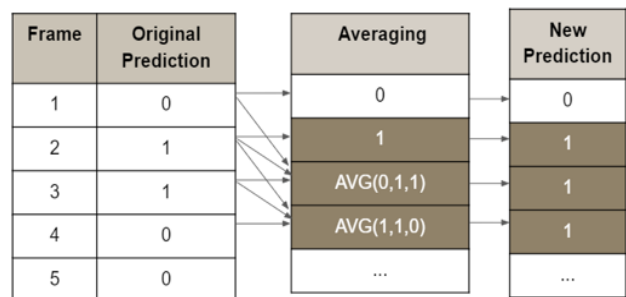 Frame Original Prediction
1 0
2 1
3 1
4 0
5 0
Averaging
0
1
AVG(0,1,1)
AVG(1,1,0)
...
New Prediction
0
1
1
1
...